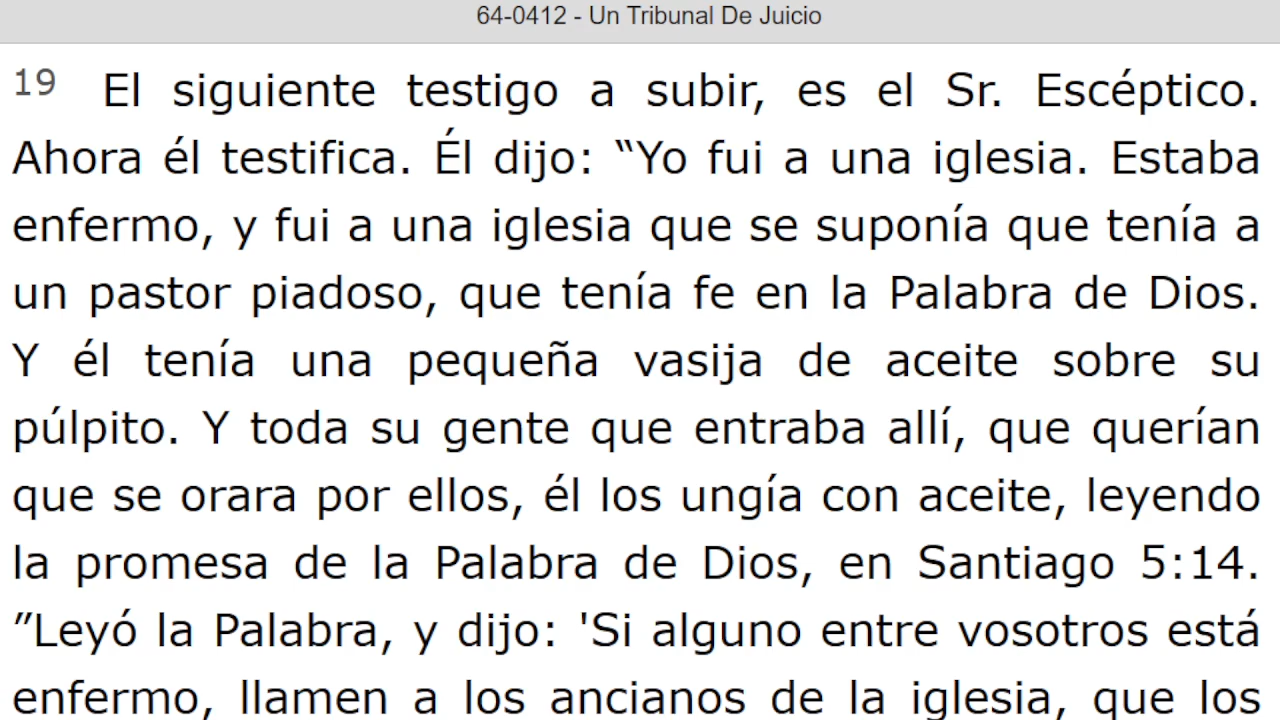 64-0412 - Un Tribunal De Juicio
19 El siguiente testigo a subir, es el Sr. Escéptico.
Ahora él testifica. Él dijo: “Yo fui a una iglesia. Estaba
enfermo, y fui a una iglesia que se suponía que tenía a
un pastor piadoso, que tenía fe en la Palabra de Dios.
Y él tenía una pequeña vasija de aceite sobre su
púlpito. Y toda su gente que entraba allí, que querían
que se orara por ellos, él los ungía con aceite, leyendo
la promesa de la Palabra de Dios, en Santiago 5:14.
”Leyó la Palabra, y dijo: 'Si alguno entre vosotros está
enfermo, llamen a los ancianos de la iglesia, que los